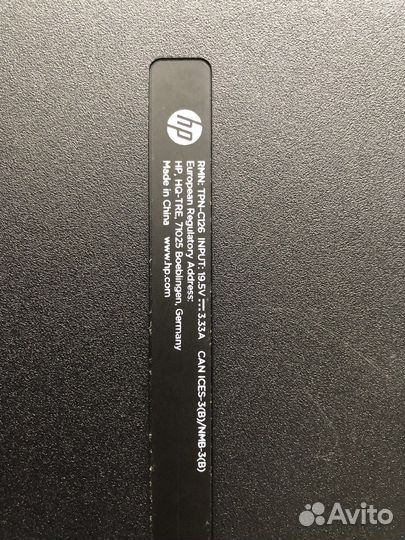 hp
RMN: TPN-C126 INPUT: 19.5V ⎓ 3.33A CAN ICES-3(B)/NMB-3(B)
European Regulatory Address:
HP, HQ-TRE, 71025 Boeblingen, Germany
Made in China www.hp.com
Avito